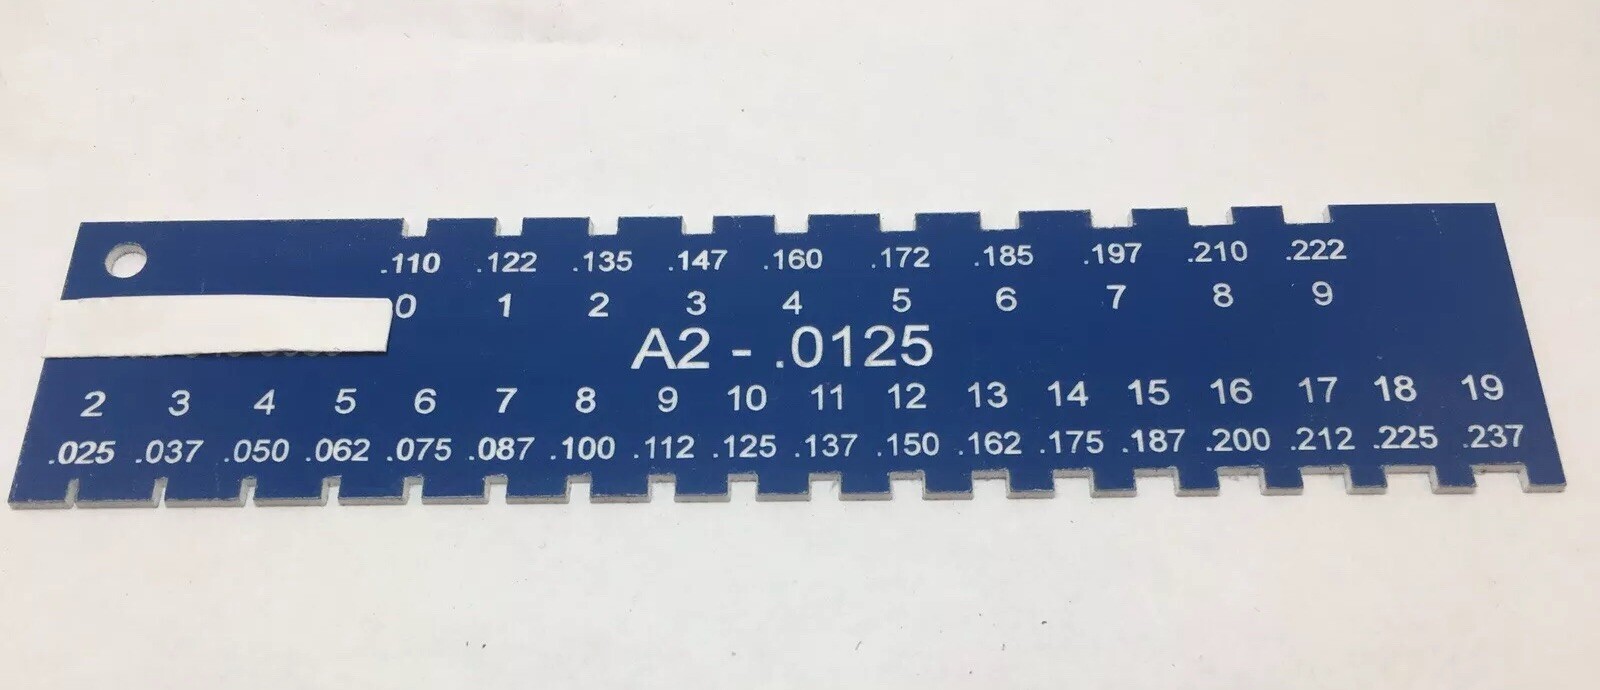 .110 .122 .135 .147 .160 .172 .185 .197 .210 .222
0 1 2 3 4 5 6 7 8 9
A2 - .0125
2 3 4 5 6 7 8 9 10 11 12 13 14 15 16 17 18 19
.025 .037 .050 .062 .075 .087 .100 .112 .125 .137 .150 .162 .175 .187 .200 .212 .225 .237